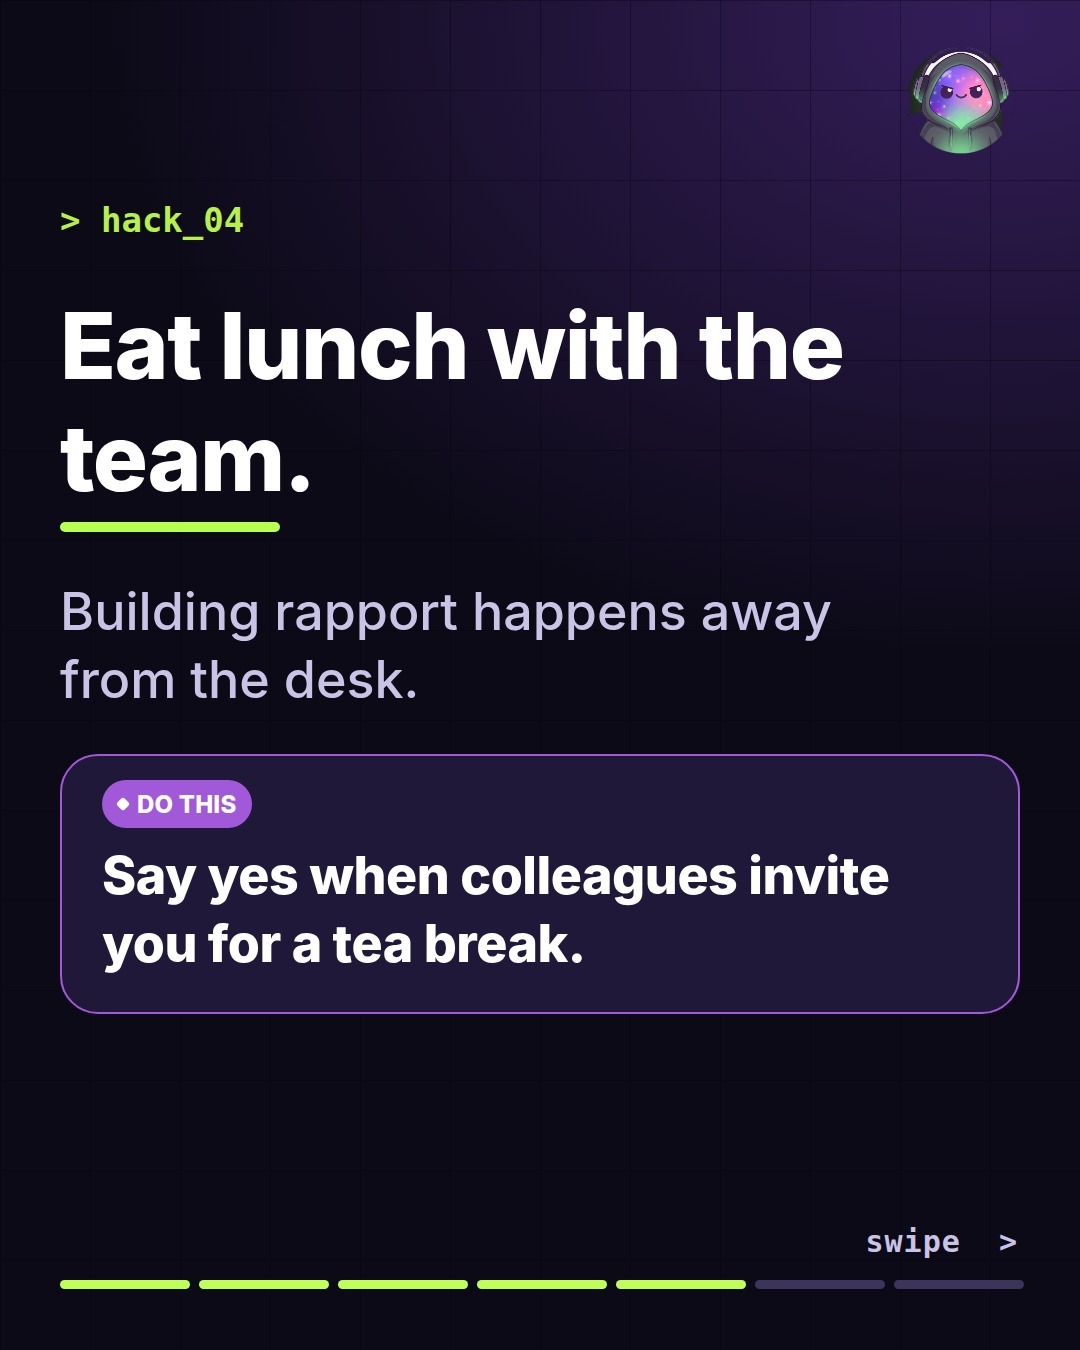 > hack_04
Eat lunch with the
team.
Building rapport happens away
from the desk.
DO THIS
Say yes when colleagues invite
you for a tea break.
swipe >